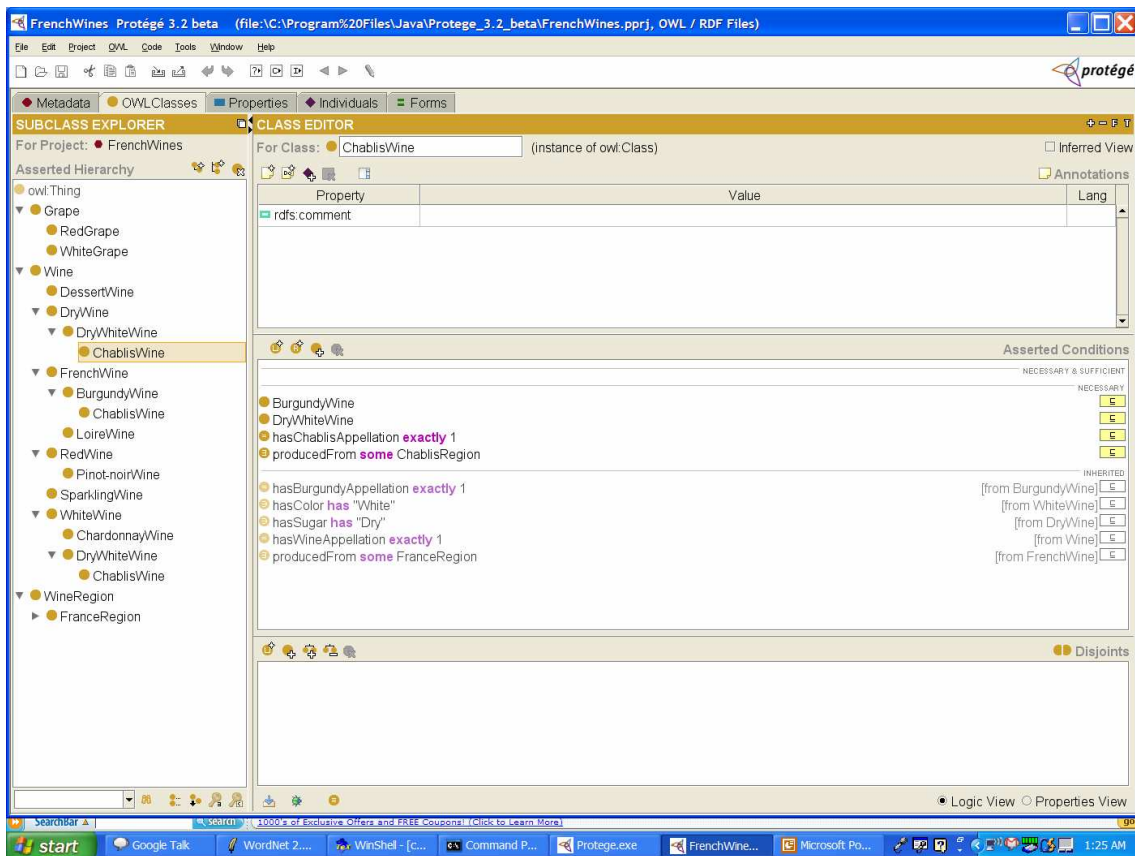 FrenchWines Protégé 3.2 beta (file:\C:\Program%20Files\Java\Protege_3.2_beta\FrenchWines.pprj, OWL / RDF Files)
File Edit Project OWL Code Tools Window Help
protégé
Metadata OWLClasses Properties Individuals Forms
SUBCLASS EXPLORER
For Project: FrenchWines
Asserted Hierarchy
owl:Thing
Grape
RedGrape
WhiteGrape
Wine
DessertWine
DryWine
DryWhiteWine
ChablisWine
FrenchWine
BurgundyWine
ChablisWine
LoireWine
RedWine
Pinot-noirWine
SparklingWine
WhiteWine
ChardonnayWine
DryWhiteWine
ChablisWine
WineRegion
FranceRegion
CLASS EDITOR
For Class: ChablisWine (instance of owl:Class) Inferred View
Annotations
Property Value Lang
rdfs:comment
Asserted Conditions
NECESSARY & SUFFICIENT
NECESSARY
BurgundyWine
DryWhiteWine
hasChablisAppellation exactly 1
producedFrom some ChablisRegion
INHERITED
hasBurgundyAppellation exactly 1 [from BurgundyWine]
hasColor has "White" [from WhiteWine]
hasSugar has "Dry" [from DryWine]
hasWineAppellation exactly 1 [from Wine]
producedFrom some FranceRegion [from FrenchWine]
Disjoints
Logic View Properties View
SearchBar Search 1000's of Exclusive Offers and FREE Coupons! (Click to Learn More) go
start Google Talk WordNet 2.... WinShell - [c... Command P... Protege.exe FrenchWine... Microsoft Po... 1:25 AM